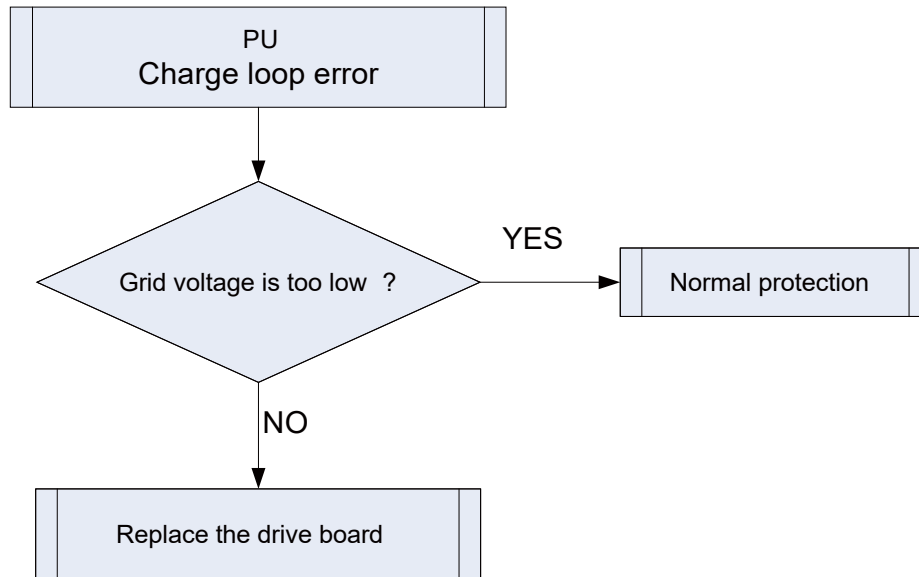 PU
Charge loop error
YES
Grid voltage is too low ?
Normal protection
NO
Replace the drive board